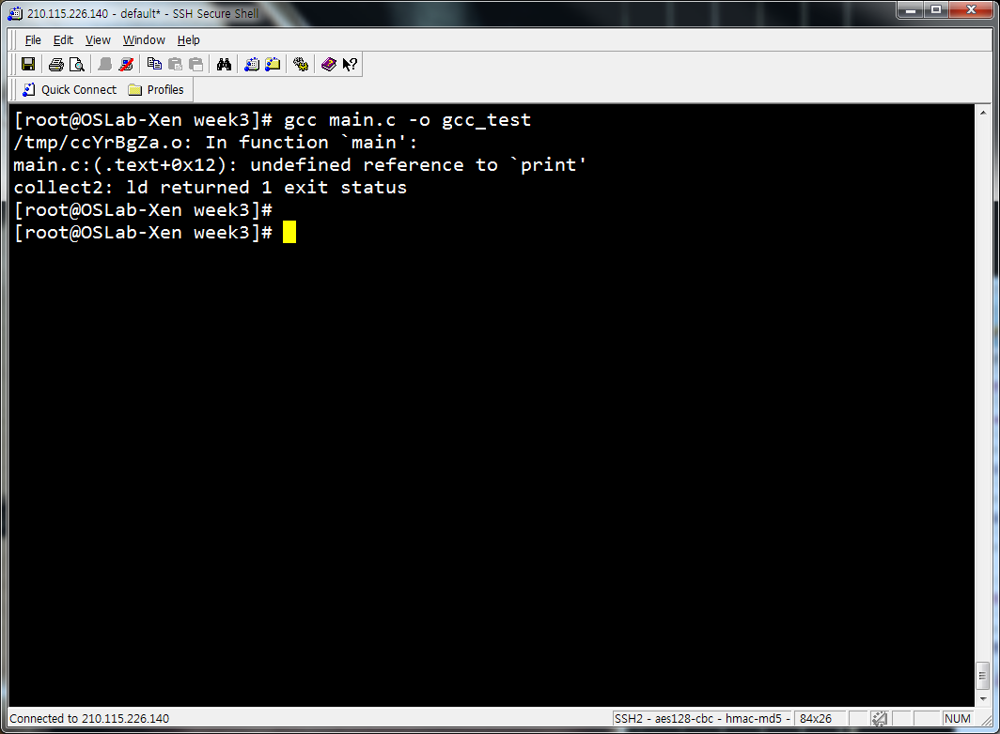 210.115.226.140 - default* - SSH Secure Shell
File Edit View Window Help
Quick Connect Profiles
[root@OSLab-Xen week3]# gcc main.c -o gcc_test
/tmp/ccYrBgZa.o: In function `main':
main.c:(.text+0x12): undefined reference to `print'
collect2: ld returned 1 exit status
[root@OSLab-Xen week3]#
[root@OSLab-Xen week3]#
Connected to 210.115.226.140 SSH2 - aes128-cbc - hmac-md5 - 84x26 NUM